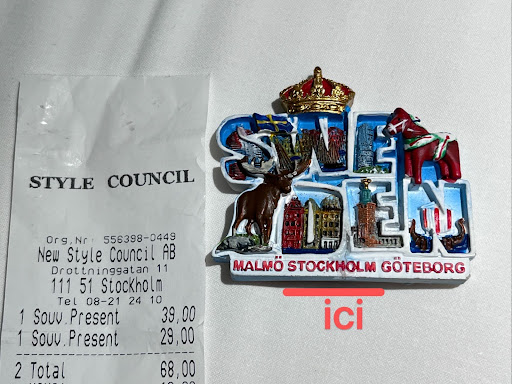 STYLE COUNCIL
Org.Nr 556398-0449
New Style Council AB
Drottninggatan 11
111 51 Stockholm
Tel 08-21 24 10
1 Souv.Present 39,00
1 Souv.Present 29,00
2 Total 68,00
SWE
DEN
MALMÖ STOCKHOLM GÖTEBORG
ici